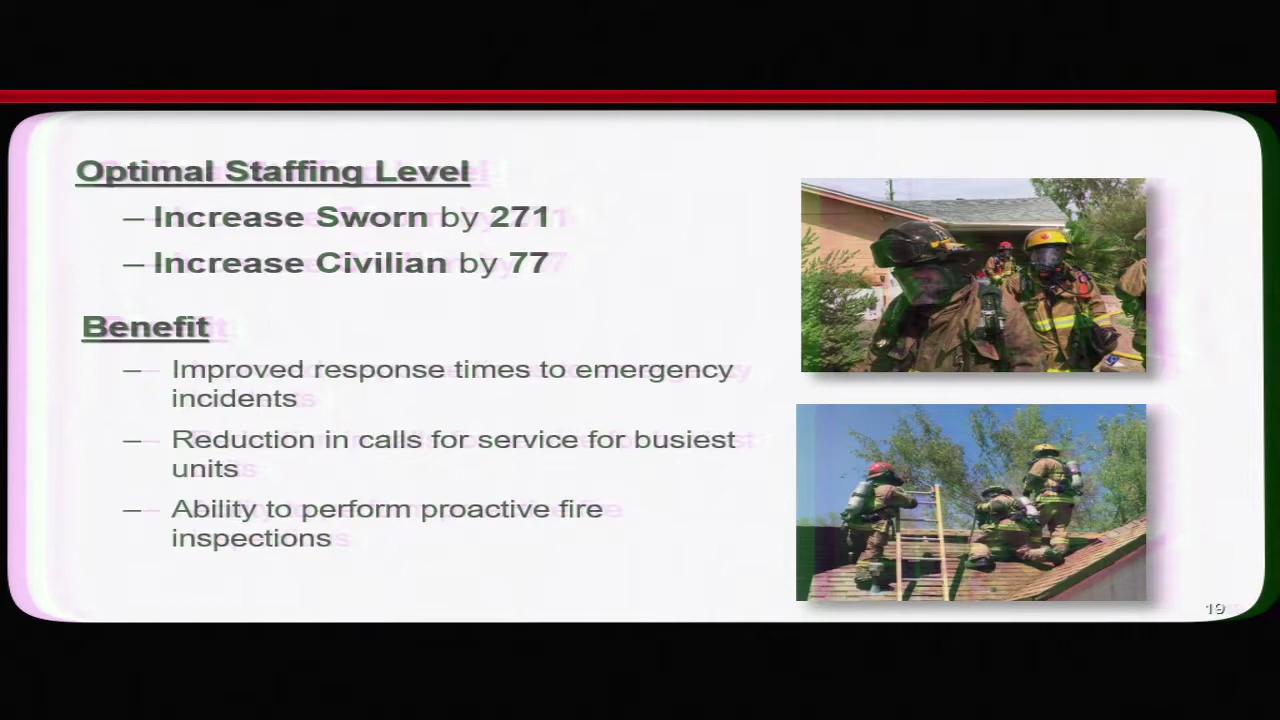 Optimal Staffing Level
– Increase Sworn by 271
– Increase Civilian by 77
Benefit
– Improved response times to emergency
incidents
– Reduction in calls for service for busiest
units
– Ability to perform proactive fire
inspections
19